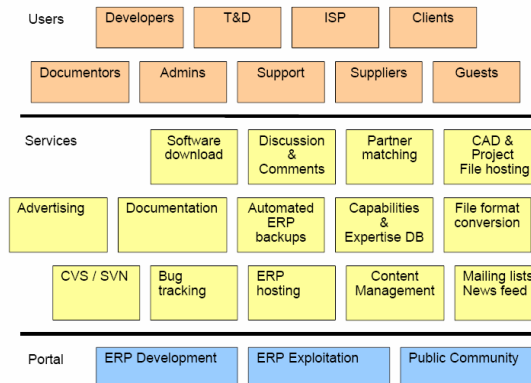 Users
Developers
T&D
ISP
Clients
Documentors
Admins
Support
Suppliers
Guests
Services
Software
download
Discussion
&
Comments
Partner
matching
CAD &
Project
File hosting
Advertising
Documentation
Automated
ERP
backups
Capabilities
&
Expertise DB
File format
conversion
CVS / SVN
Bug
tracking
ERP
hosting
Content
Management
Mailing lists
News feed
Portal
ERP Development
ERP Exploitation
Public Community